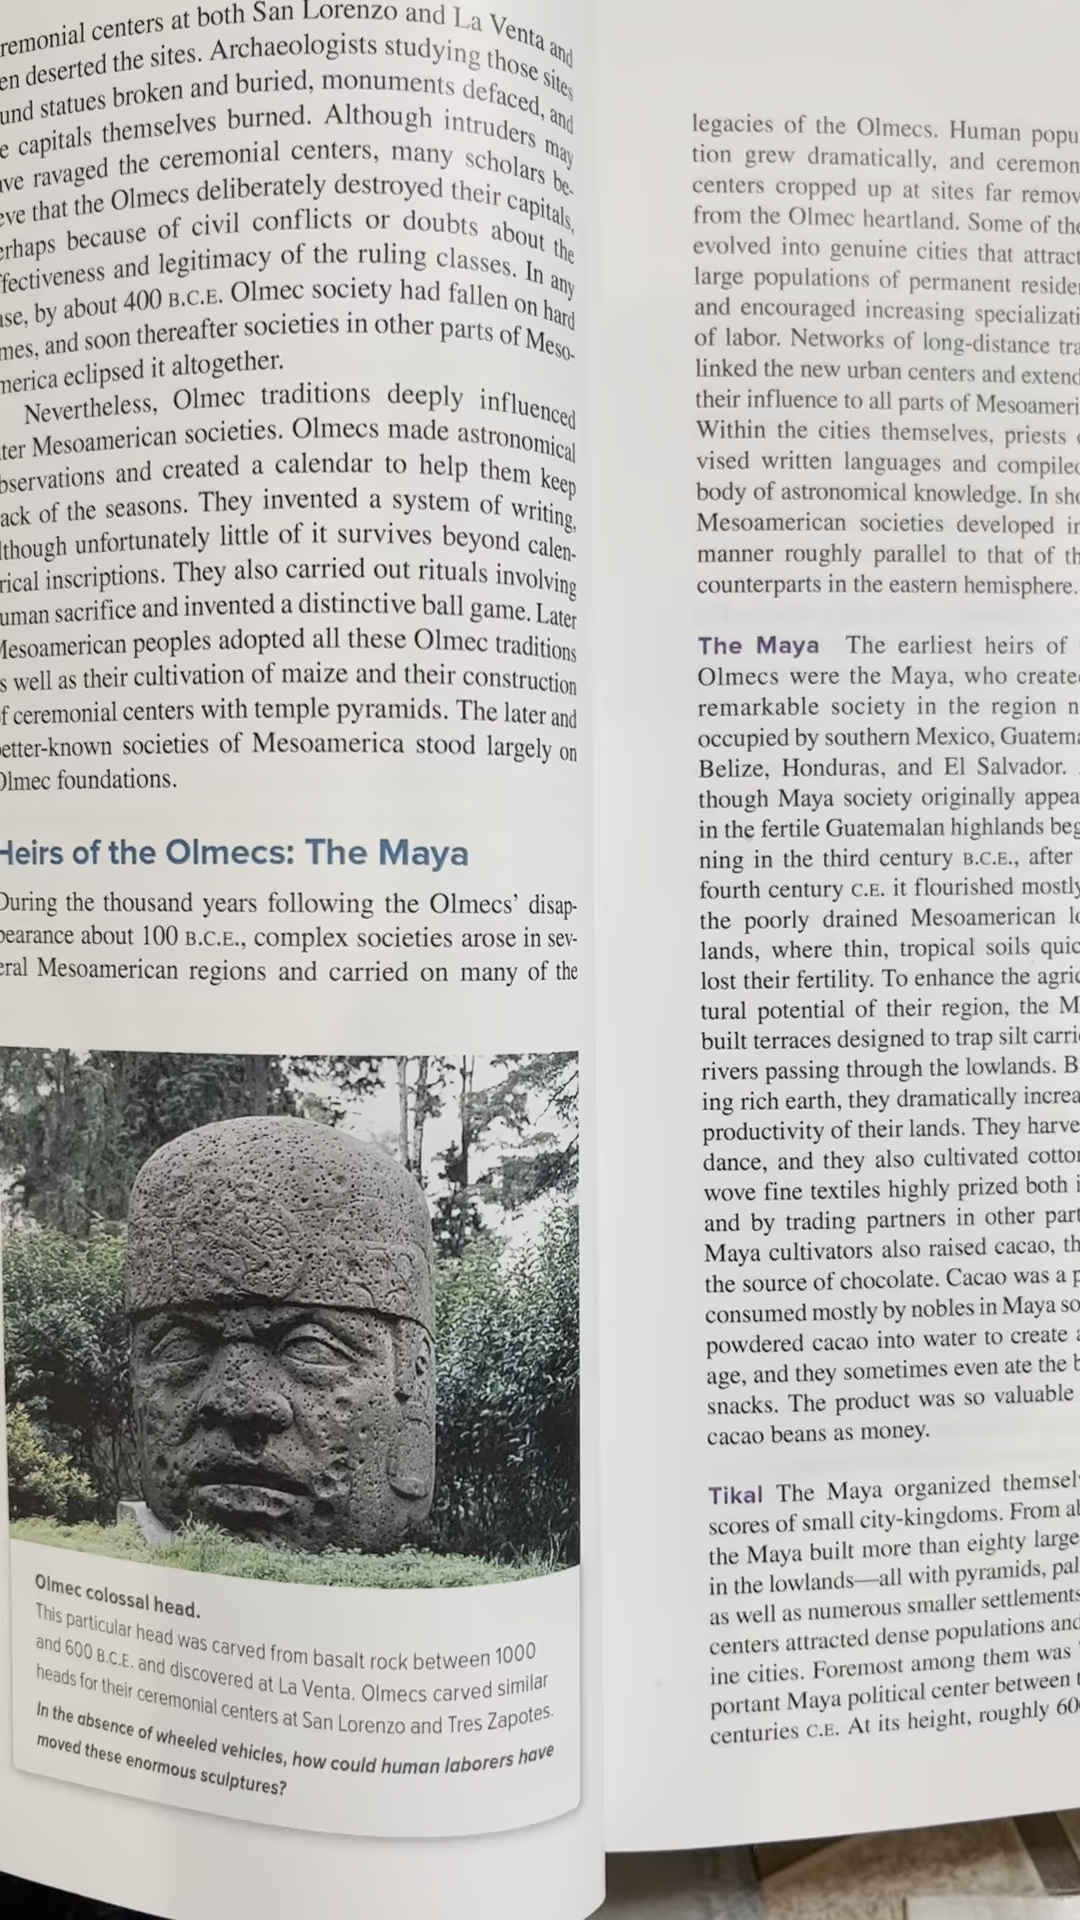 remonial centers at both San Lorenzo and La Venta and
en deserted the sites. Archaeologists studying those sites
und statues broken and buried, monuments defaced, and
e capitals themselves burned. Although intruders may
ave ravaged the ceremonial centers, many scholars be-
eve that the Olmecs deliberately destroyed their capitals,
erhaps because of civil conflicts or doubts about the
ffectiveness and legitimacy of the ruling classes. In any
ase, by about 400 B.C.E. Olmec society had fallen on hard
mes, and soon thereafter societies in other parts of Meso-
merica eclipsed it altogether.
Nevertheless, Olmec traditions deeply influenced
ter Mesoamerican societies. Olmecs made astronomical
bservations and created a calendar to help them keep
ack of the seasons. They invented a system of writing,
lthough unfortunately little of it survives beyond calen-
rical inscriptions. They also carried out rituals involving
uman sacrifice and invented a distinctive ball game. Later
Mesoamerican peoples adopted all these Olmec traditions
s well as their cultivation of maize and their construction
f ceremonial centers with temple pyramids. The later and
etter-known societies of Mesoamerica stood largely on
Olmec foundations.
Heirs of the Olmecs: The Maya
During the thousand years following the Olmecs' disap-
pearance about 100 B.C.E., complex societies arose in sev-
eral Mesoamerican regions and carried on many of the
Olmec colossal head.
This particular head was carved from basalt rock between 1000
and 600 B.C.E. and discovered at La Venta. Olmecs carved similar
heads for their ceremonial centers at San Lorenzo and Tres Zapotes.
In the absence of wheeled vehicles, how could human laborers have
moved these enormous sculptures?
legacies of the Olmecs. Human popu
tion grew dramatically, and ceremon
centers cropped up at sites far remov
from the Olmec heartland. Some of the
evolved into genuine cities that attract
large populations of permanent reside
and encouraged increasing specializati
of labor. Networks of long-distance tra
linked the new urban centers and extend
their influence to all parts of Mesoameri
Within the cities themselves, priests
vised written languages and compiled
body of astronomical knowledge. In sho
Mesoamerican societies developed in
manner roughly parallel to that of th
counterparts in the eastern hemisphere.
The Maya The earliest heirs of
Olmecs were the Maya, who create
remarkable society in the region n
occupied by southern Mexico, Guatema
Belize, Honduras, and El Salvador.
though Maya society originally appea
in the fertile Guatemalan highlands beg
ning in the third century B.C.E., after
fourth century C.E. it flourished mostly
the poorly drained Mesoamerican lo
lands, where thin, tropical soils quic
lost their fertility. To enhance the agric
tural potential of their region, the M
built terraces designed to trap silt carri
rivers passing through the lowlands. B
ing rich earth, they dramatically increa
productivity of their lands. They harve
dance, and they also cultivated cotton
wove fine textiles highly prized both i
and by trading partners in other part
Maya cultivators also raised cacao, th
the source of chocolate. Cacao was a p
consumed mostly by nobles in Maya so
powdered cacao into water to create a
age, and they sometimes even ate the b
snacks. The product was so valuable
cacao beans as money.
Tikal The Maya organized themsel
scores of small city-kingdoms. From a
the Maya built more than eighty large
in the lowlands—all with pyramids, pal
as well as numerous smaller settlements
centers attracted dense populations and
ine cities. Foremost among them was
portant Maya political center between
centuries C.E. At its height, roughly 60